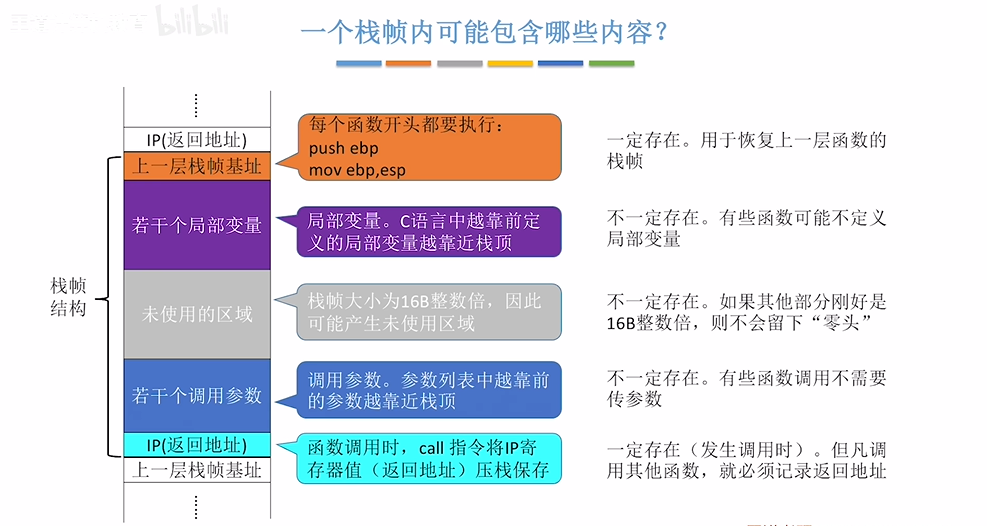 bilibili
一个栈帧内可能包含哪些内容？
IP(返回地址)
上一层栈帧基址
若干个局部变量
未使用的区域
若干个调用参数
IP(返回地址)
上一层栈帧基址
栈帧
结构
每个函数开头都要执行：
push ebp
mov ebp,esp
局部变量。C语言中越靠前定
义的局部变量越靠近栈顶
栈帧大小为16B整数倍，因此
可能产生未使用区域
调用参数。参数列表中越靠前
的参数越靠近栈顶
函数调用时，call 指令将IP寄
存器值（返回地址）压栈保存
一定存在。用于恢复上一层函数的
栈帧
不一定存在。有些函数可能不定义
局部变量
不一定存在。如果其他部分刚好是
16B整数倍，则不会留下“零头”
不一定存在。有些函数调用不需要
传参数
一定存在（发生调用时）。但凡调
用其他函数，就必须记录返回地址